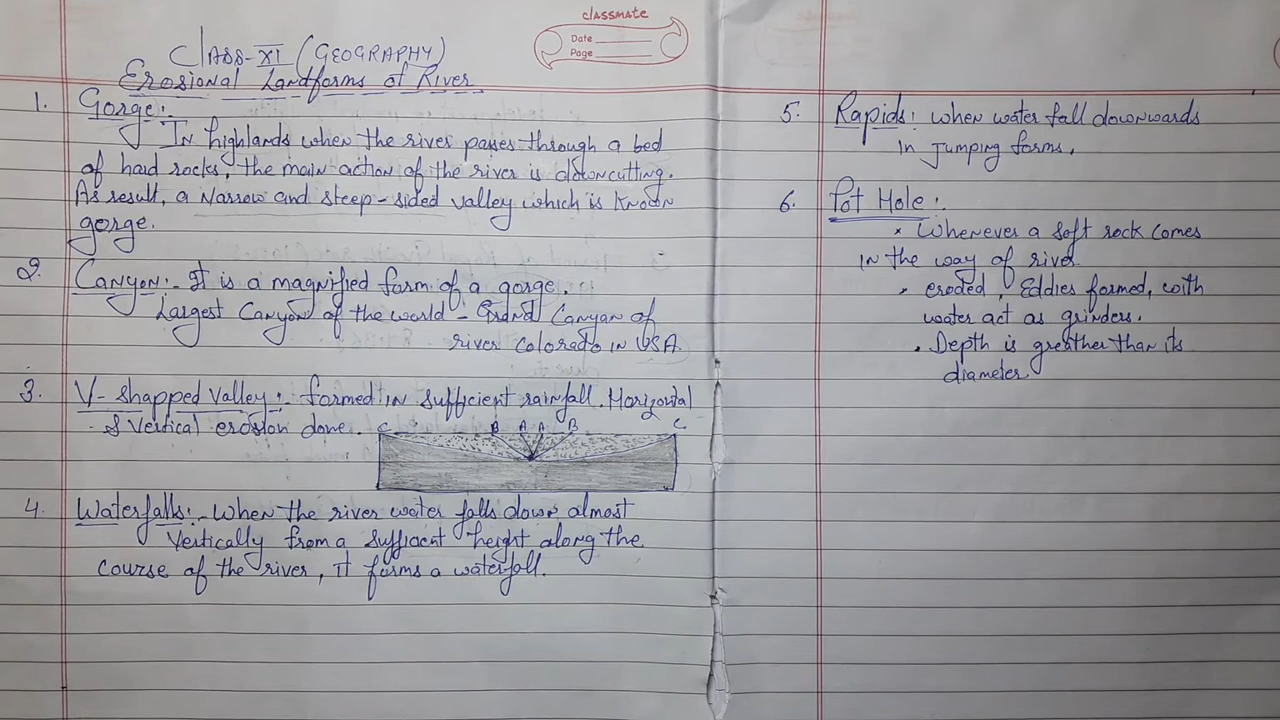 classmate
Date
Page
Class-XI (GEOGRAPHY)
Erosional Landforms of River
1. Gorge:-
In highlands when the river passes through a bed
of hard rocks, the main action of the river is downcutting.
As result, a Narrow and steep-sided valley which is known
gorge.
2. Canyon:- It is a magnified form of a gorge.
Largest Canyon of the world - Grand Canyan of
river Colorado in USA.
3. V-shapped valley:- formed in sufficient rainfall. Horizontal
& Vertical erosion done.
C B A A B C
4. Waterfalls:- When the river water falls down almost
vertically from a sufficient height along the
course of the river, it forms a waterfall.
5. Rapids: when water fall downwards
in jumping forms.
6. Pot Hole:-
* Whenever a soft rock comes
in the way of river
• eroded, Eddies formed, with
water act as grinders.
• Depth is greather than its
diameter